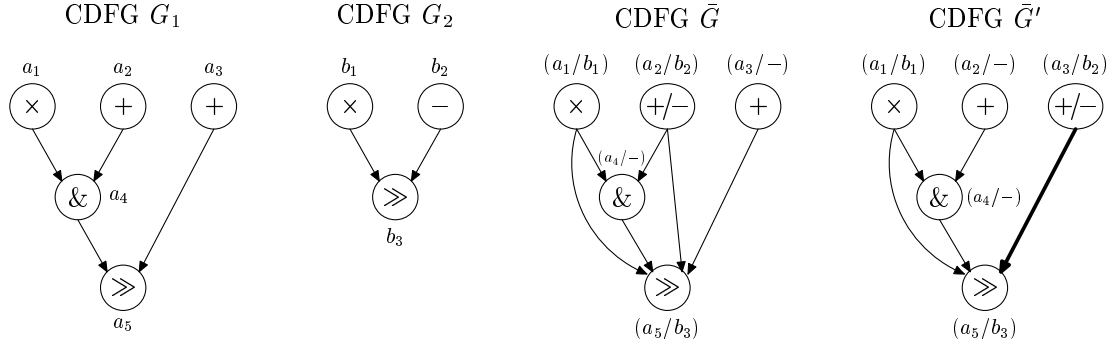 CDFG G₁ CDFG G₂ CDFG Ḡ CDFG Ḡ′
a₁ a₂ a₃ b₁ b₂ (a₁/b₁) (a₂/b₂) (a₃/−) (a₁/b₁) (a₂/−) (a₃/b₂)
× + + × − × +/− + × + +/−
(a₄/−)
& a₄ ≫ & & (a₄/−)
b₃
≫ ≫ ≫
a₅ (a₅/b₃) (a₅/b₃)